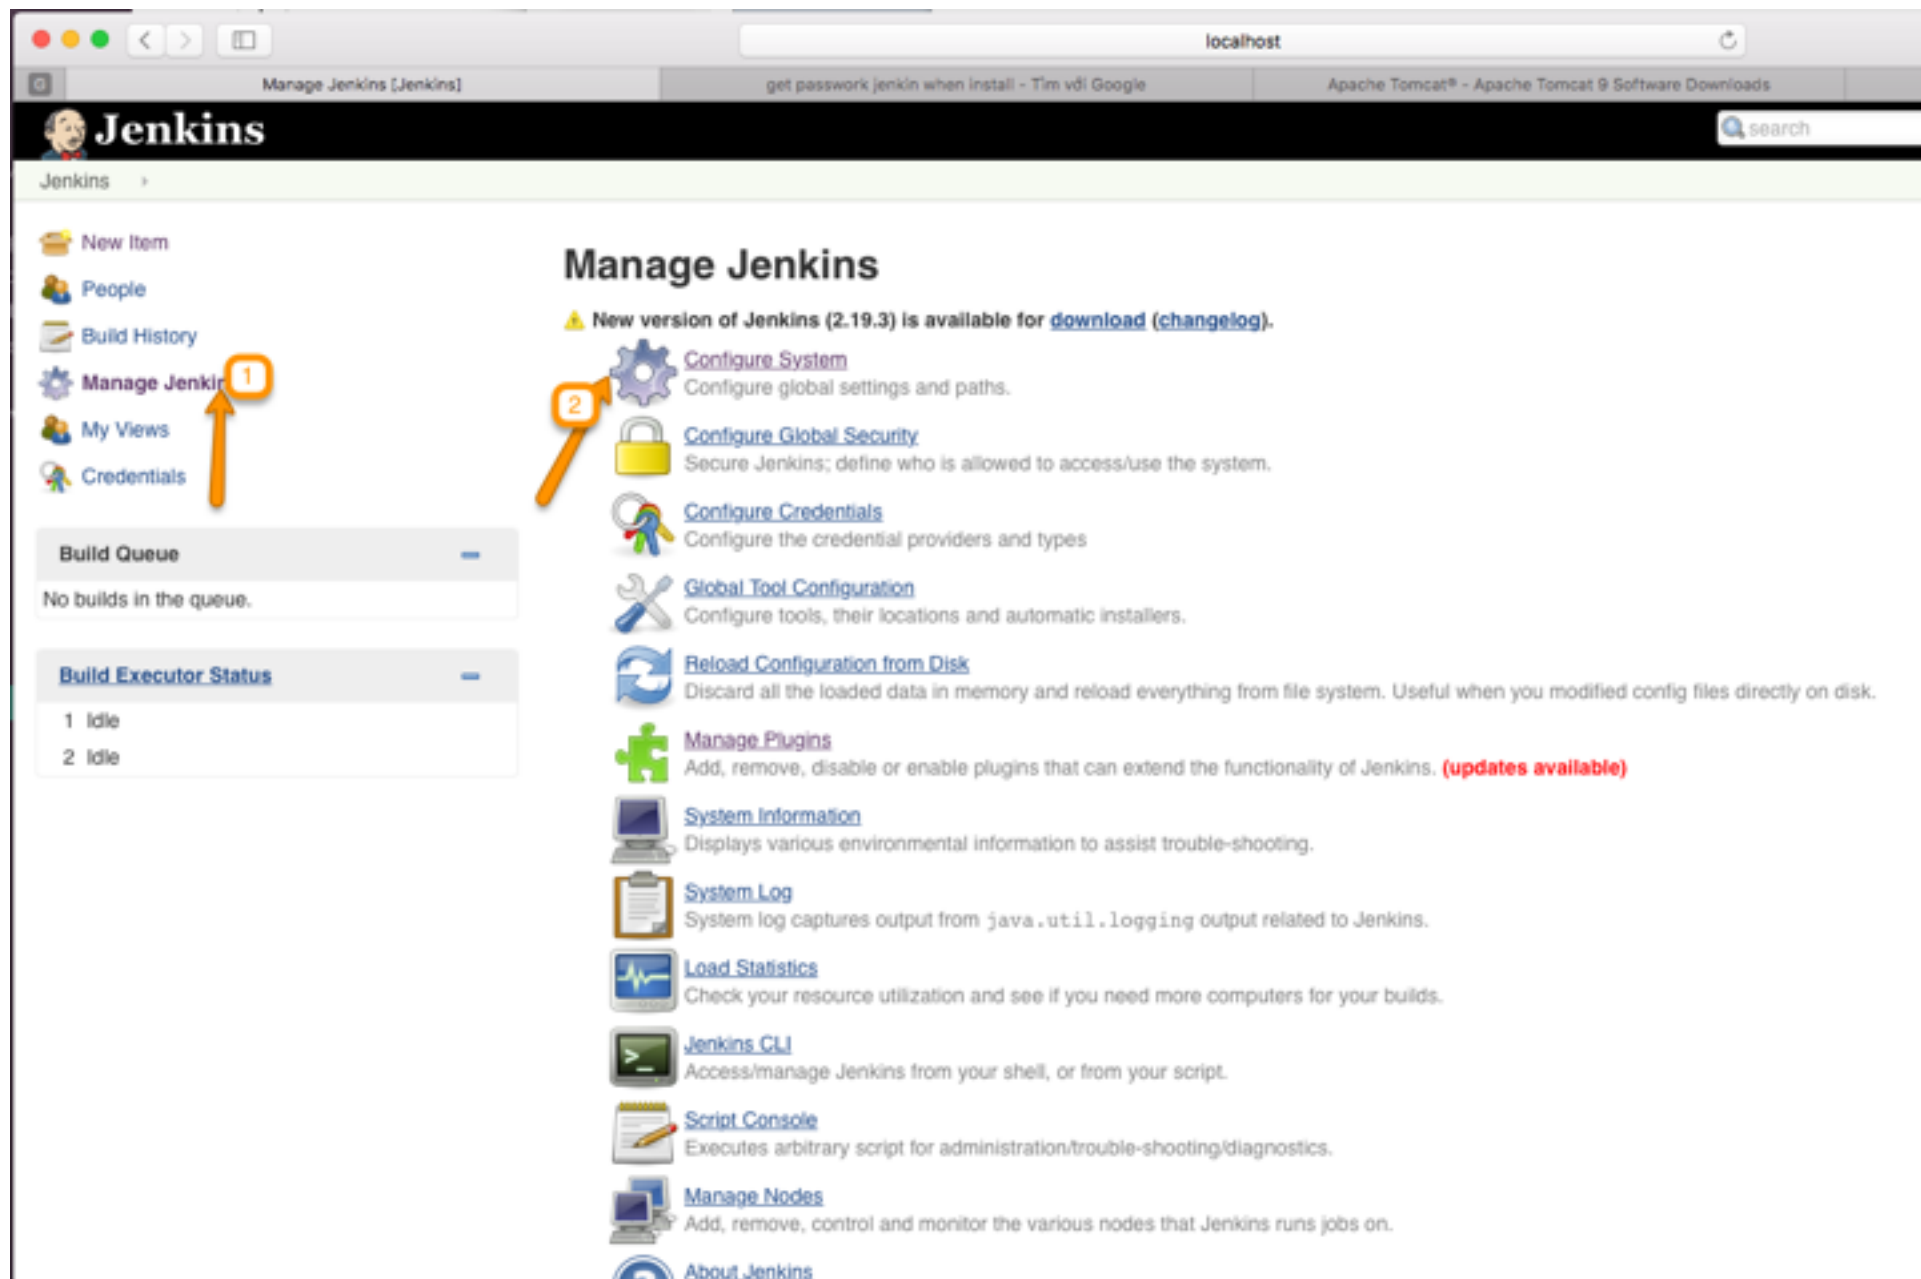 localhost
Manage Jenkins [Jenkins]
get passwork jenkin when install - Tìm với Google
Apache Tomcat® - Apache Tomcat 9 Software Downloads
Jenkins
search
Jenkins
New Item
People
Build History
Manage Jenkin
1
My Views
Credentials
Build Queue
No builds in the queue.
Build Executor Status
1 Idle
2 Idle
Manage Jenkins
New version of Jenkins (2.19.3) is available for download (changelog).
2
Configure System
Configure global settings and paths.
Configure Global Security
Secure Jenkins; define who is allowed to access/use the system.
Configure Credentials
Configure the credential providers and types
Global Tool Configuration
Configure tools, their locations and automatic installers.
Reload Configuration from Disk
Discard all the loaded data in memory and reload everything from file system. Useful when you modified config files directly on disk.
Manage Plugins
Add, remove, disable or enable plugins that can extend the functionality of Jenkins. (updates available)
System Information
Displays various environmental information to assist trouble-shooting.
System Log
System log captures output from java.util.logging output related to Jenkins.
Load Statistics
Check your resource utilization and see if you need more computers for your builds.
Jenkins CLI
Access/manage Jenkins from your shell, or from your script.
Script Console
Executes arbitrary script for administration/trouble-shooting/diagnostics.
Manage Nodes
Add, remove, control and monitor the various nodes that Jenkins runs jobs on.
About Jenkins